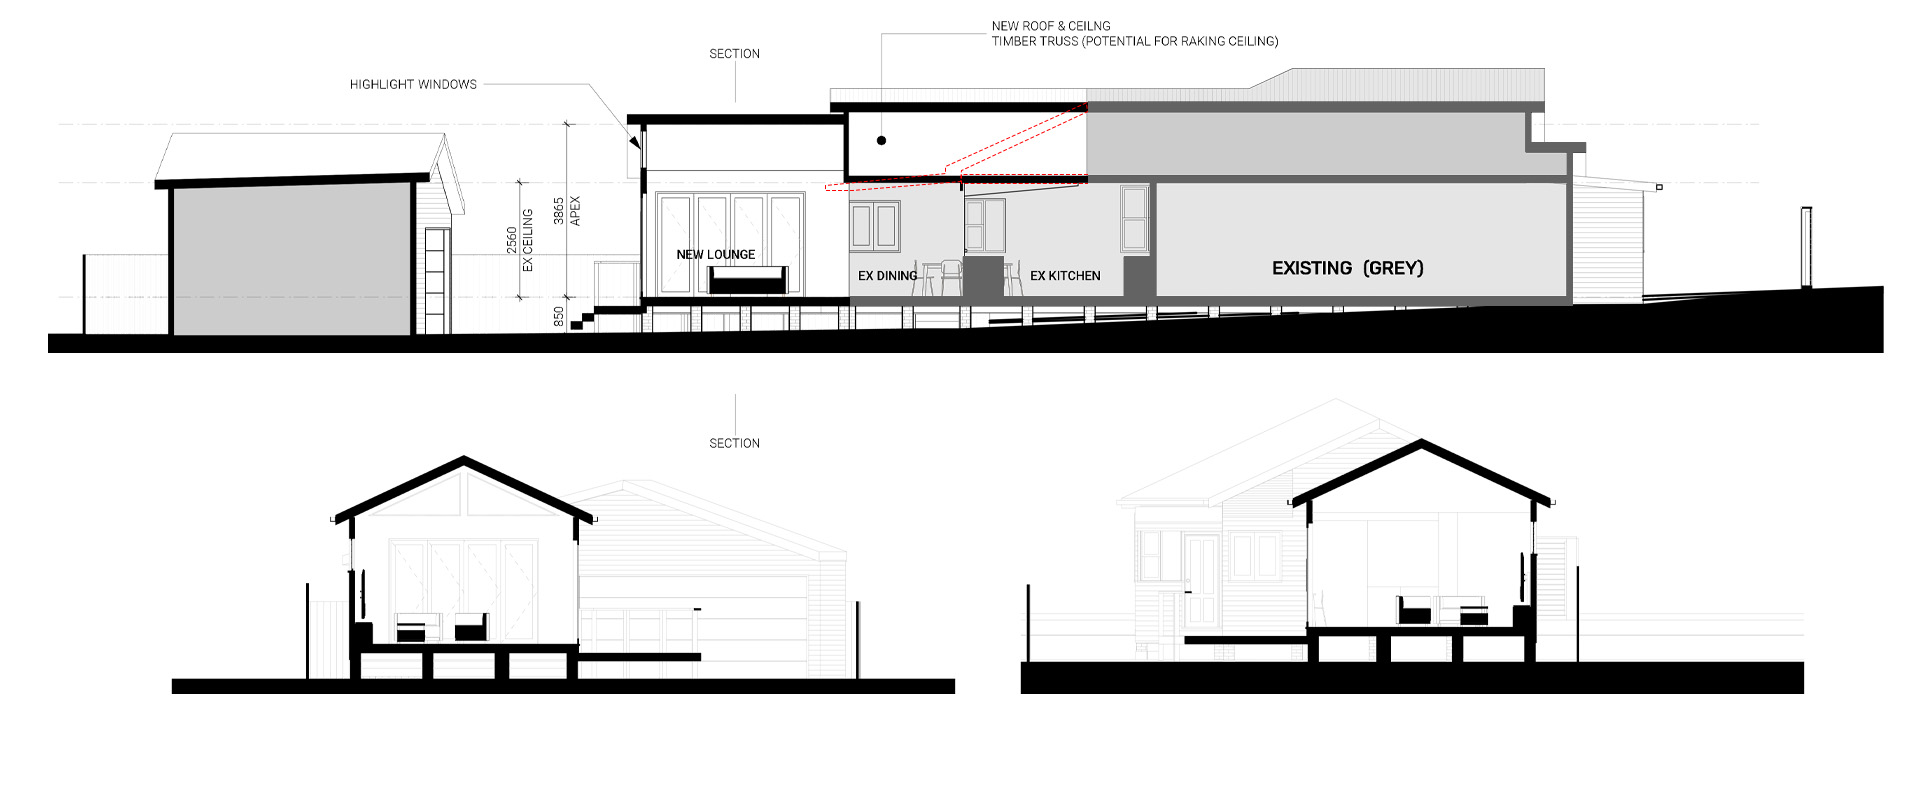 NEW ROOF & CEILNG
TIMBER TRUSS (POTENTIAL FOR RAKING CEILING)
SECTION
HIGHLIGHT WINDOWS
3865
APEX
2560
EX CEILING
850
NEW LOUNGE
EX DINING
EX KITCHEN
EXISTING (GREY)
SECTION